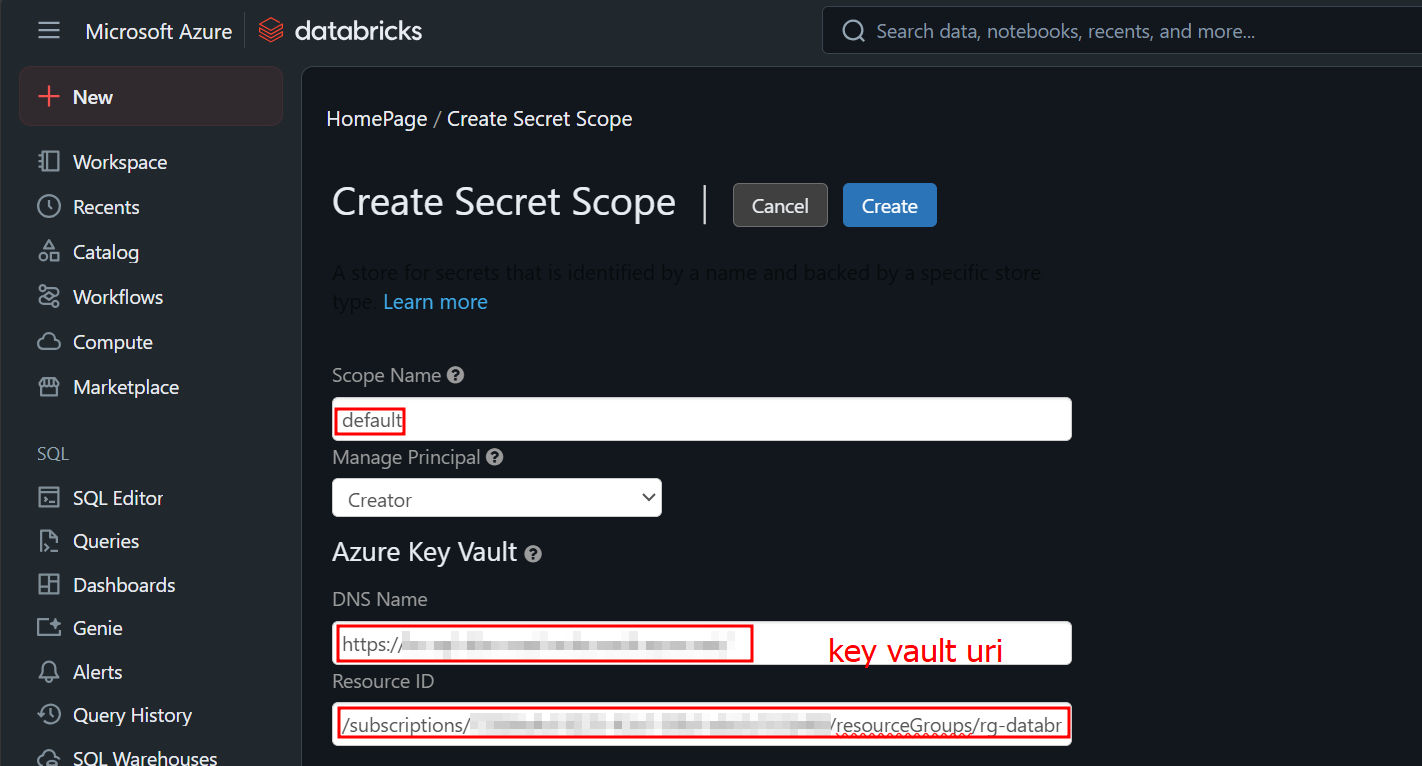 Microsoft Azure
databricks
Search data, notebooks, recents, and more...
New
Workspace
Recents
Catalog
Workflows
Compute
Marketplace
SQL
SQL Editor
Queries
Dashboards
Genie
Alerts
Query History
SQL Warehouses
HomePage / Create Secret Scope
Create Secret Scope
Cancel
Create
A store for secrets that is identified by a name and backed by a specific store
type. Learn more
Scope Name
default
Manage Principal
Creator
Azure Key Vault
DNS Name
https://
key vault uri
Resource ID
/subscriptions/ /resourceGroups/rg-databr